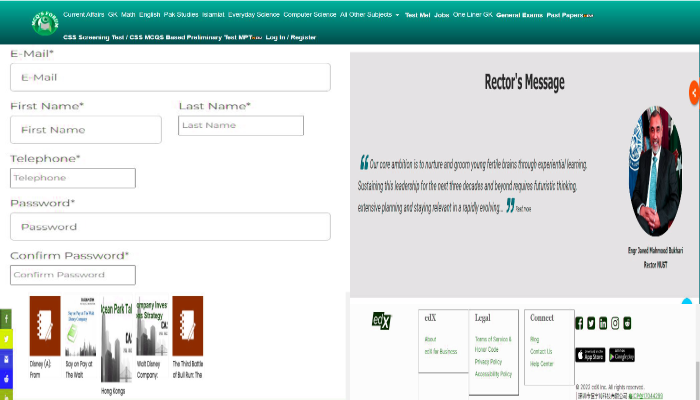 Current Affairs GK Math English Pak Studies Islamiat Everyday Science Computer Science All Other Subjects Test Mat Jobs One Liner GK General Exams Past Papers
CSS Screening Test / CSS MCQS Based Preliminary Test MPT Log In / Register
E-Mail*
E-Mail
First Name* Last Name*
First Name Last Name
Telephone*
Telephone
Password*
Password
Confirm Password*
Confirm Password
Disney (A):
From
Say on Pay at
The Walt
Ocean Park Tal
Hong Kongs
ompany Inves
s Strategy
Walt Disney
Company:
The Third Battle
of Bull Run: The
Rector's Message
Our core ambition is to nurture and groom young fertile brains through experiential learning.
Sustaining this leadership for the next three decades and beyond requires futuristic thinking,
extensive planning and staying relevant in a rapidly evolving... Read more
Engr Javed Mahmood Bukhari
Rector NUST
edX
edX
About
edX for Business
Legal
Terms of Service &
Honor Code
Privacy Policy
Accessibility Policy
Connect
Blog
Contact Us
Help Center
App Store
Google Play
© 2022 edX Inc. All rights reserved.